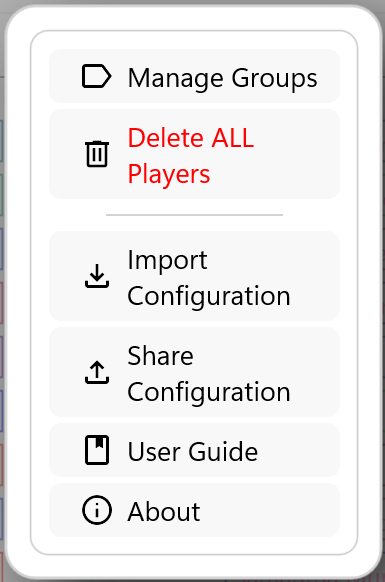 Manage Groups
Delete ALL
Players
Import
Configuration
Share
Configuration
User Guide
About